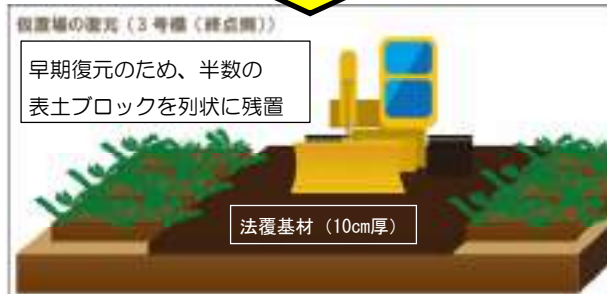 仮置場の復元（3号橋（終点側））
早期復元のため、半数の
表土ブロックを列状に残置
法覆基材（10cm厚）